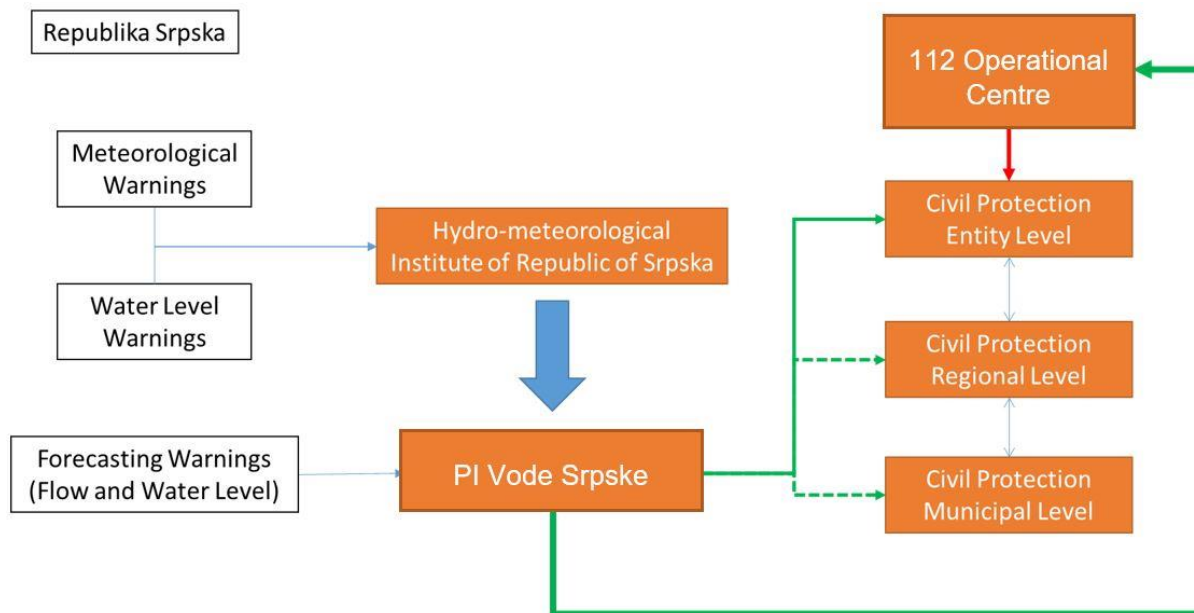 Republika Srpska
112 Operational
Centre
Meteorological
Warnings
Civil Protection
Entity Level
Hydro-meteorological
Institute of Republic of Srpska
Water Level
Warnings
Civil Protection
Regional Level
Forecasting Warnings
(Flow and Water Level)
PI Vode Srpske
Civil Protection
Municipal Level